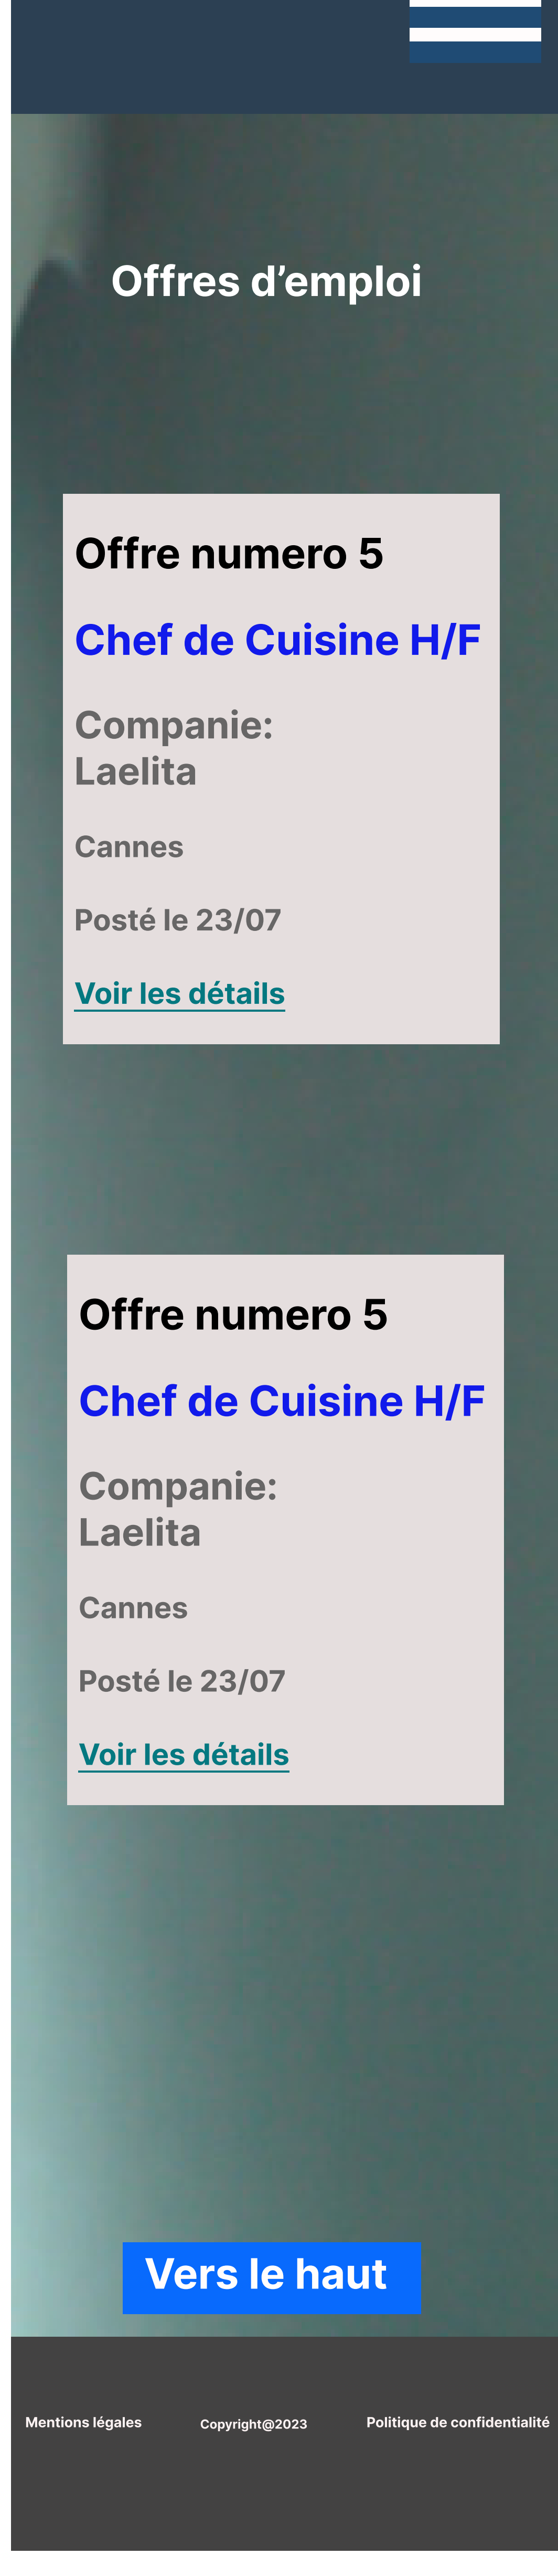 Offres d’emploi
Offre numero 5
Chef de Cuisine H/F
Companie:
Laelita
Cannes
Posté le 23/07
Voir les détails
Offre numero 5
Chef de Cuisine H/F
Companie:
Laelita
Cannes
Posté le 23/07
Voir les détails
Vers le haut
Mentions légales Copyright@2023 Politique de confidentialité